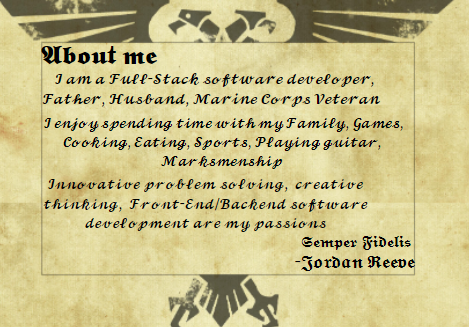 About me
I am a Full-Stack software developer,
Father, Husband, Marine Corps Veteran
I enjoy spending time with my Family, Games,
Cooking, Eating, Sports, Playing guitar,
Marksmenship
Innovative problem solving, creative
thinking, Front-End/Backend software
development are my passions
Semper Fidelis
-Jordan Reeve